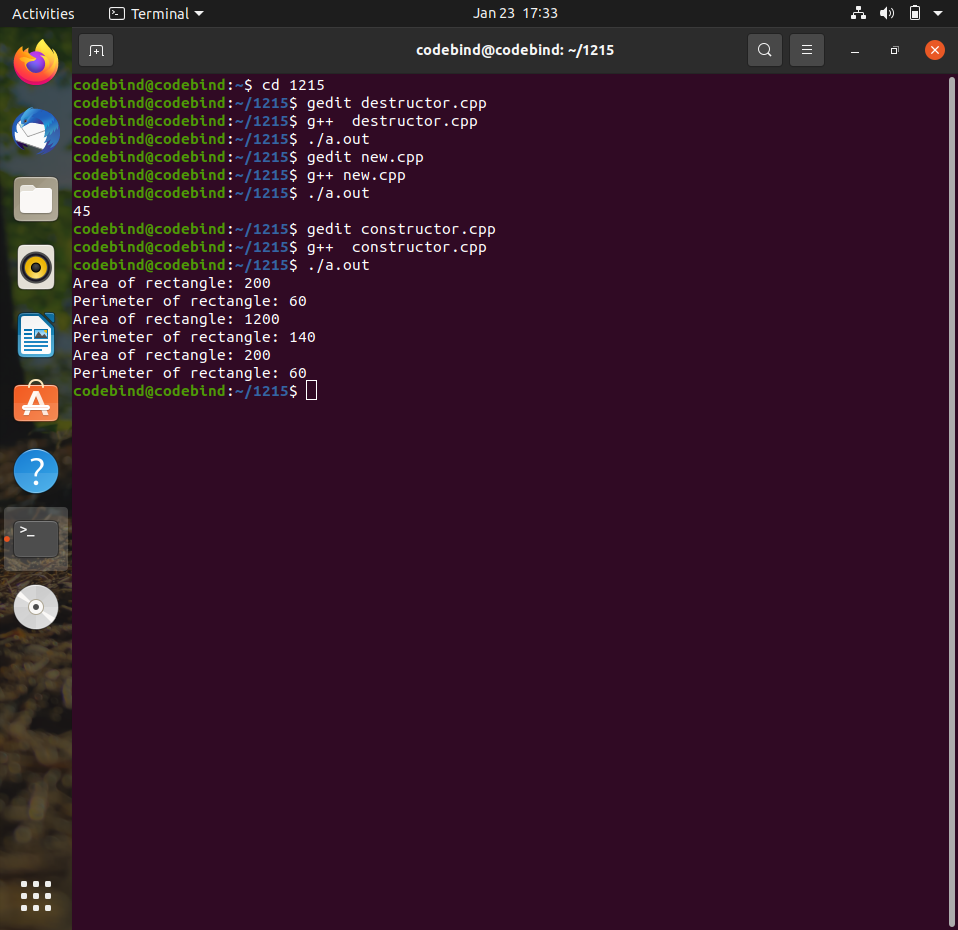 Activities Terminal Jan 23 17:33
codebind@codebind: ~/1215
codebind@codebind:~$ cd 1215
codebind@codebind:~/1215$ gedit destructor.cpp
codebind@codebind:~/1215$ g++  destructor.cpp
codebind@codebind:~/1215$ ./a.out
codebind@codebind:~/1215$ gedit new.cpp
codebind@codebind:~/1215$ g++ new.cpp
codebind@codebind:~/1215$ ./a.out
45
codebind@codebind:~/1215$ gedit constructor.cpp
codebind@codebind:~/1215$ g++  constructor.cpp
codebind@codebind:~/1215$ ./a.out
Area of rectangle: 200
Perimeter of rectangle: 60
Area of rectangle: 1200
Perimeter of rectangle: 140
Area of rectangle: 200
Perimeter of rectangle: 60
codebind@codebind:~/1215$